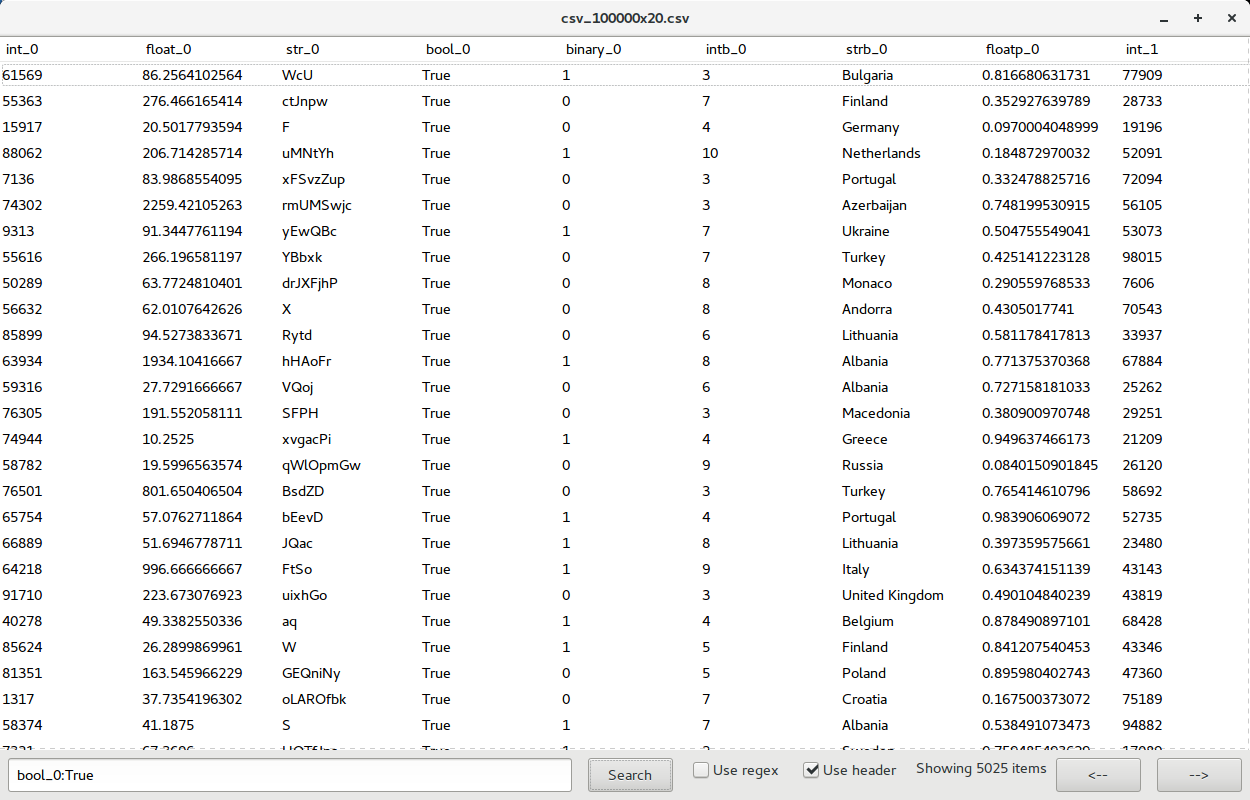 csv_100000x20.csv
int_0 float_0 str_0 bool_0 binary_0 intb_0 strb_0 floatp_0 int_1
61569 86.2564102564 WcU True 1 3 Bulgaria 0.816680631731 77909
55363 276.466165414 ctJnpw True 0 7 Finland 0.352927639789 28733
15917 20.5017793594 F True 0 4 Germany 0.0970004048999 19196
88062 206.714285714 uMNtYh True 1 10 Netherlands 0.184872970032 52091
7136 83.9868554095 xFSvzZup True 0 3 Portugal 0.332478825716 72094
74302 2259.42105263 rmUMSwjc True 0 3 Azerbaijan 0.748199530915 56105
9313 91.3447761194 yEwQBc True 1 7 Ukraine 0.504755549041 53073
55616 266.196581197 YBbxk True 0 7 Turkey 0.425141223128 98015
50289 63.7724810401 drJXFjhP True 0 8 Monaco 0.290559768533 7606
56632 62.0107642626 X True 0 8 Andorra 0.4305017741 70543
85899 94.5273833671 Rytd True 0 6 Lithuania 0.581178417813 33937
63934 1934.10416667 hHAoFr True 1 8 Albania 0.771375370368 67884
59316 27.7291666667 VQoj True 0 6 Albania 0.727158181033 25262
76305 191.552058111 SFPH True 0 3 Macedonia 0.380900970748 29251
74944 10.2525 xvgacPi True 1 4 Greece 0.949637466173 21209
58782 19.5996563574 qWlOpmGw True 0 9 Russia 0.0840150901845 26120
76501 801.650406504 BsdZD True 0 3 Turkey 0.765414610796 58692
65754 57.0762711864 bEevD True 1 4 Portugal 0.983906069072 52735
66889 51.6946778711 JQac True 1 8 Lithuania 0.397359575661 23480
64218 996.666666667 FtSo True 1 9 Italy 0.634374151139 43143
91710 223.673076923 uixhGo True 0 3 United Kingdom 0.490104840239 43819
40278 49.3382550336 aq True 1 4 Belgium 0.878490897101 68428
85624 26.2899869961 W True 1 5 Finland 0.841207540453 43346
81351 163.545966229 GEQniNy True 0 5 Poland 0.895980402743 47360
1317 37.7354196302 oLAROfbk True 0 7 Croatia 0.167500373072 75189
58374 41.1875 S True 1 7 Albania 0.538491073473 94882
True Sweden
bool_0:True Search Use regex Use header Showing 5025 items <-- -->